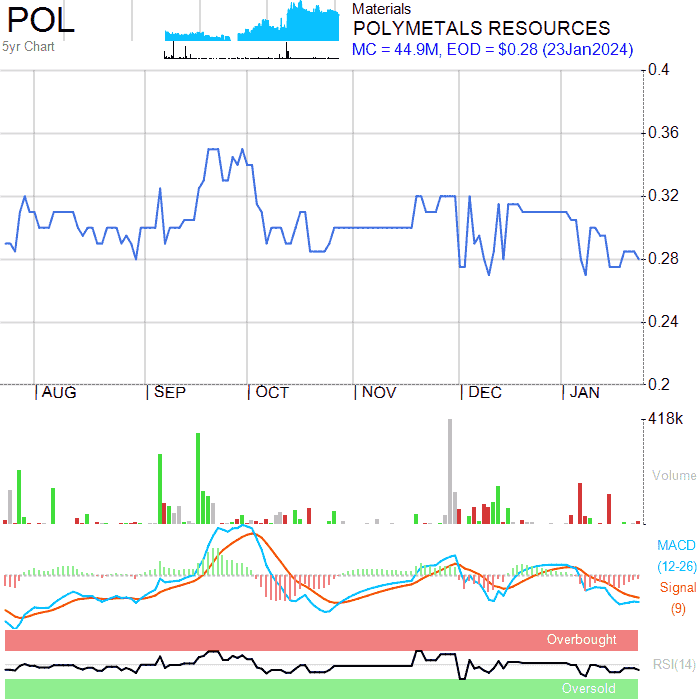 POL
5yr Chart
Materials
POLYMETALS RESOURCES
MC = 44.9M, EOD = $0.28 (23Jan2024)
0.4
0.36
0.32
0.28
0.24
0.2
AUG SEP OCT NOV DEC JAN
418k
Volume
MACD
(12-26)
Signal
(9)
Overbought
RSI(14)
Oversold